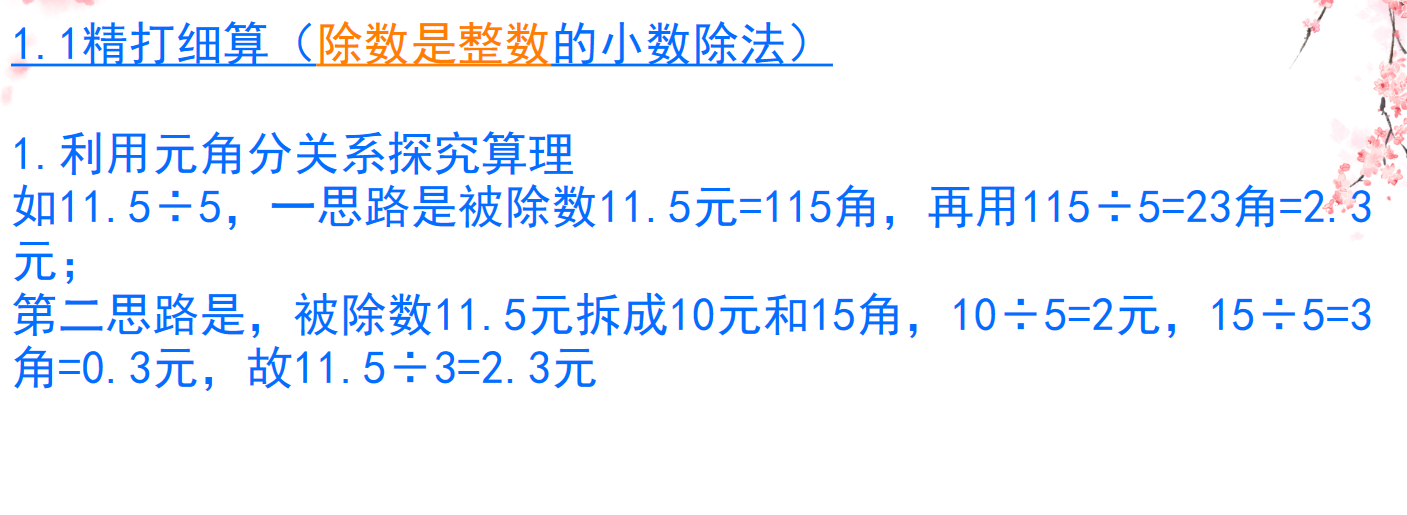 1.1精打细算（除数是整数的小数除法）
1.利用元角分关系探究算理
如11.5÷5，一思路是被除数11.5元=115角，再用115÷5=23角=2.3
元；
第二思路是，被除数11.5元拆成10元和15角，10÷5=2元，15÷5=3
角=0.3元，故11.5÷3=2.3元